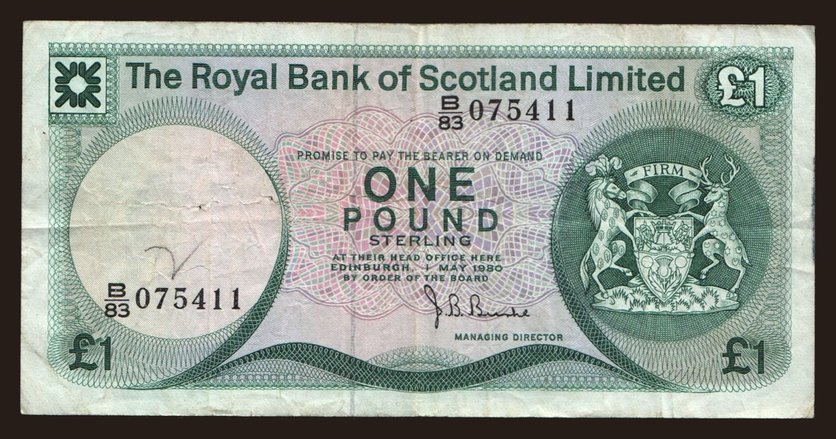 The Royal Bank of Scotland Limited
£1
B/83 075411
PROMISE TO PAY THE BEARER ON DEMAND
ONE
POUND
STERLING
AT THEIR HEAD OFFICE HERE
EDINBURGH, 1 MAY 1980
BY ORDER OF THE BOARD
FIRM
B/83 075411
J.B. Burke
MANAGING DIRECTOR
£1
£1